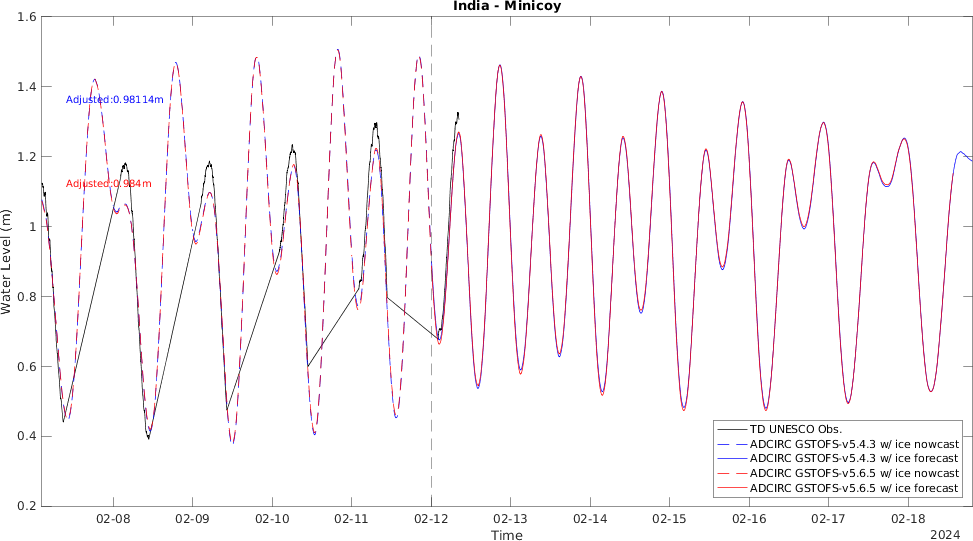 India - Minicoy
1.6
1.4
1.2
1
0.8
0.6
0.4
0.2
Water Level (m)
Adjusted:0.98114m
Adjusted:0.984m
02-08
02-09
02-10
02-11
02-12
02-13
02-14
02-15
02-16
02-17
02-18
Time
2024
TD UNESCO Obs.
ADCIRC GSTOFS-v5.4.3 w/ ice nowcast
ADCIRC GSTOFS-v5.4.3 w/ ice forecast
ADCIRC GSTOFS-v5.6.5 w/ ice nowcast
ADCIRC GSTOFS-v5.6.5 w/ ice forecast